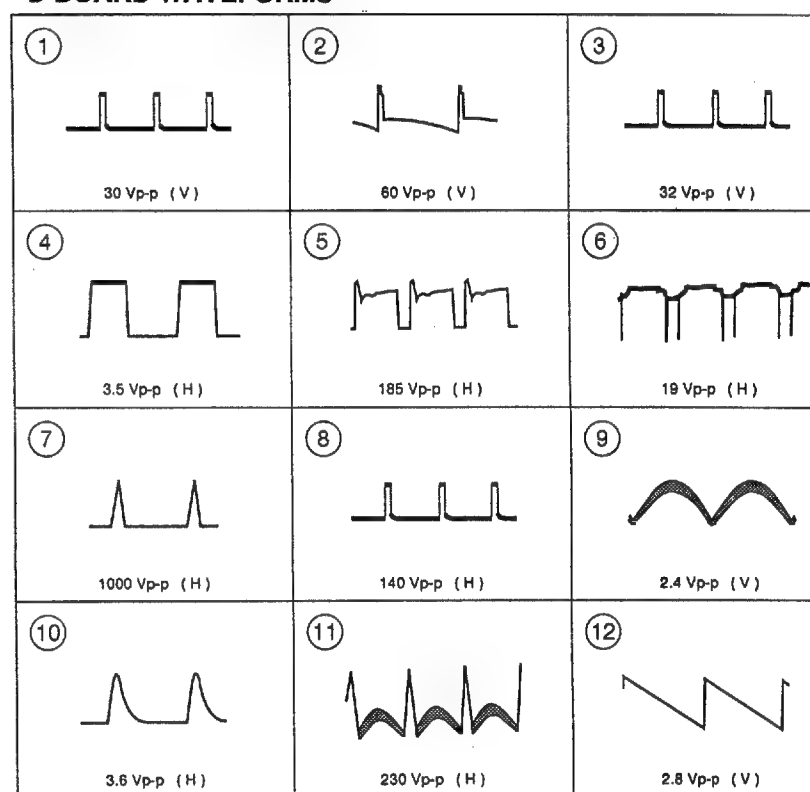 1 2 3
30 Vp-p ( V ) 60 Vp-p ( V ) 32 Vp-p ( V )
4 5 6
3.5 Vp-p ( H ) 185 Vp-p ( H ) 19 Vp-p ( H )
7 8 9
1000 Vp-p ( H ) 140 Vp-p ( H ) 2.4 Vp-p ( V )
10 11 12
3.6 Vp-p ( H ) 230 Vp-p ( H ) 2.8 Vp-p ( V )